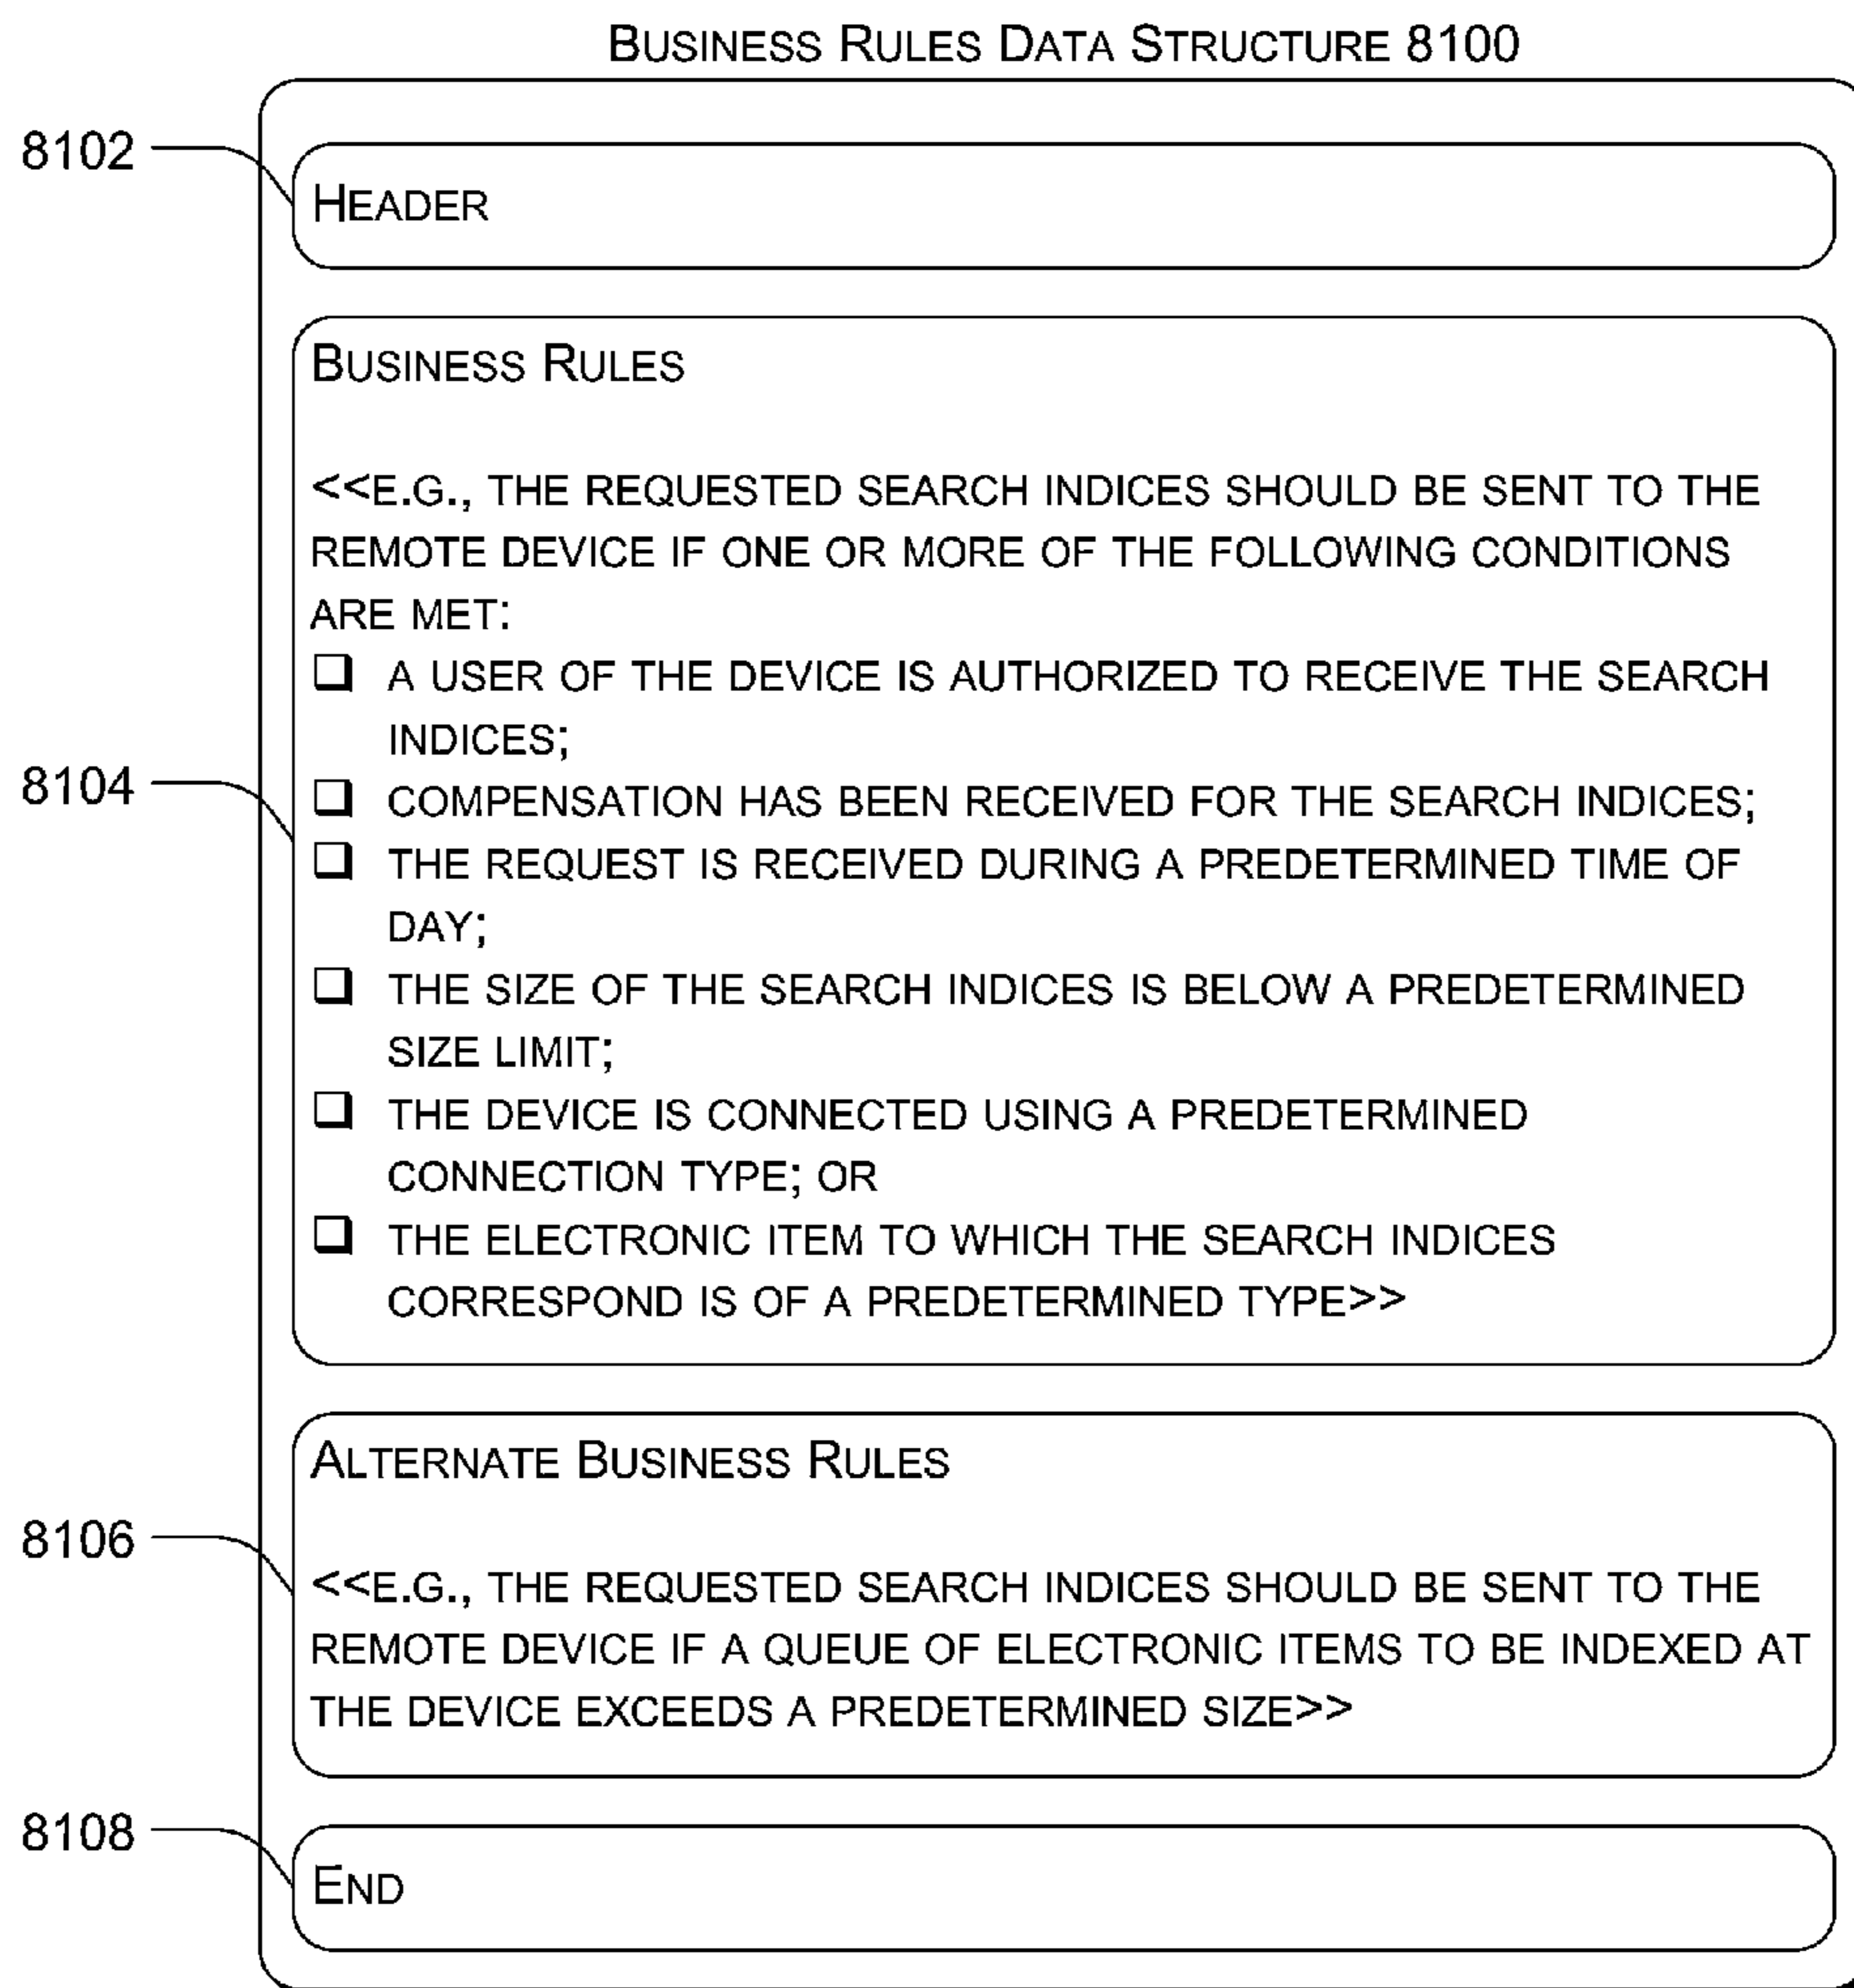 BUSINESS RULES DATA STRUCTURE 8100
8102
HEADER
BUSINESS RULES
<<E.G., THE REQUESTED SEARCH INDICES SHOULD BE SENT TO THE
REMOTE DEVICE IF ONE OR MORE OF THE FOLLOWING CONDITIONS
ARE MET:
❑ A USER OF THE DEVICE IS AUTHORIZED TO RECEIVE THE SEARCH
INDICES;
8104
❑ COMPENSATION HAS BEEN RECEIVED FOR THE SEARCH INDICES;
❑ THE REQUEST IS RECEIVED DURING A PREDETERMINED TIME OF
DAY;
❑ THE SIZE OF THE SEARCH INDICES IS BELOW A PREDETERMINED
SIZE LIMIT;
❑ THE DEVICE IS CONNECTED USING A PREDETERMINED
CONNECTION TYPE; OR
❑ THE ELECTRONIC ITEM TO WHICH THE SEARCH INDICES
CORRESPOND IS OF A PREDETERMINED TYPE>>
ALTERNATE BUSINESS RULES
8106
<<E.G., THE REQUESTED SEARCH INDICES SHOULD BE SENT TO THE
REMOTE DEVICE IF A QUEUE OF ELECTRONIC ITEMS TO BE INDEXED AT
THE DEVICE EXCEEDS A PREDETERMINED SIZE>>
8108
END